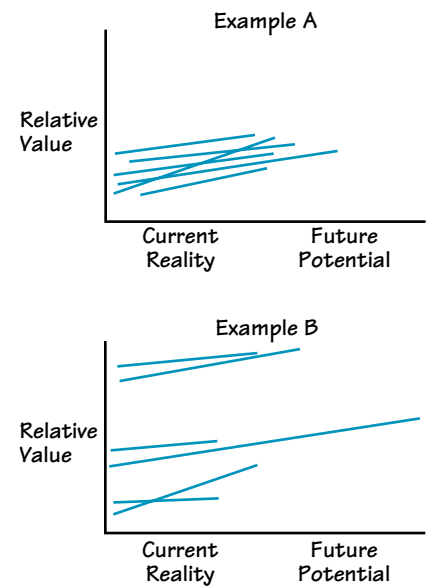 Example A
Relative
Value
Current
Reality
Future
Potential
Example B
Relative
Value
Current
Reality
Future
Potential